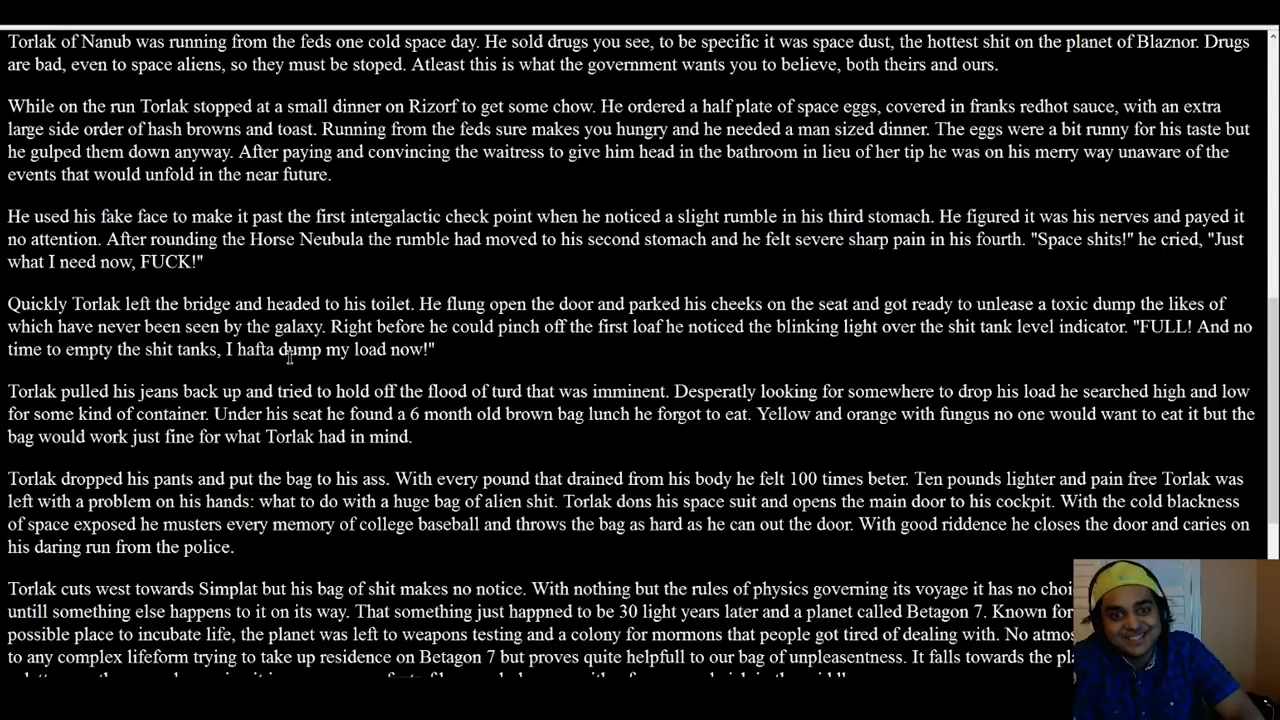 Torlak of Nanub was running from the feds one cold space day. He sold drugs you see, to be specific it was space dust, the hottest shit on the planet of Blaznor. Drugs
are bad, even to space aliens, so they must be stoped. Atleast this is what the government wants you to believe, both theirs and ours.
While on the run Torlak stopped at a small dinner on Rizorf to get some chow. He ordered a half plate of space eggs, covered in franks redhot sauce, with an extra
large side order of hash browns and toast. Running from the feds sure makes you hungry and he needed a man sized dinner. The eggs were a bit runny for his taste but
he gulped them down anyway. After paying and convincing the waitress to give him head in the bathroom in lieu of her tip he was on his merry way unaware of the
events that would unfold in the near future.
He used his fake face to make it past the first intergalactic check point when he noticed a slight rumble in his third stomach. He figured it was his nerves and payed it
no attention. After rounding the Horse Neubula the rumble had moved to his second stomach and he felt severe sharp pain in his fourth. "Space shits!" he cried, "Just
what I need now, FUCK!"
Quickly Torlak left the bridge and headed to his toilet. He flung open the door and parked his cheeks on the seat and got ready to unlease a toxic dump the likes of
which have never been seen by the galaxy. Right before he could pinch off the first loaf he noticed the blinking light over the shit tank level indicator. "FULL! And no
time to empty the shit tanks, I hafta dump my load now!"
Torlak pulled his jeans back up and tried to hold off the flood of turd that was imminent. Desperatly looking for somewhere to drop his load he searched high and low
for some kind of container. Under his seat he found a 6 month old brown bag lunch he forgot to eat. Yellow and orange with fungus no one would want to eat it but the
bag would work just fine for what Torlak had in mind.
Torlak dropped his pants and put the bag to his ass. With every pound that drained from his body he felt 100 times beter. Ten pounds lighter and pain free Torlak was
left with a problem on his hands: what to do with a huge bag of alien shit. Torlak dons his space suit and opens the main door to his cockpit. With the cold blackness
of space exposed he musters every memory of college baseball and throws the bag as hard as he can out the door. With good riddence he closes the door and caries on
his daring run from the police.
Torlak cuts west towards Simplat but his bag of shit makes no notice. With nothing but the rules of physics governing its voyage it has no
untill something else happens to it on its way. That something just happned to be 30 light years later and a planet called Betagon 7. Known for
possible place to incubate life, the planet was left to weapons testing and a colony for mormons that people got tired of dealing with. No
to any complex lifeform trying to take up residence on Betagon 7 but proves quite helpfull to our bag of unpleasentness. It falls towards the